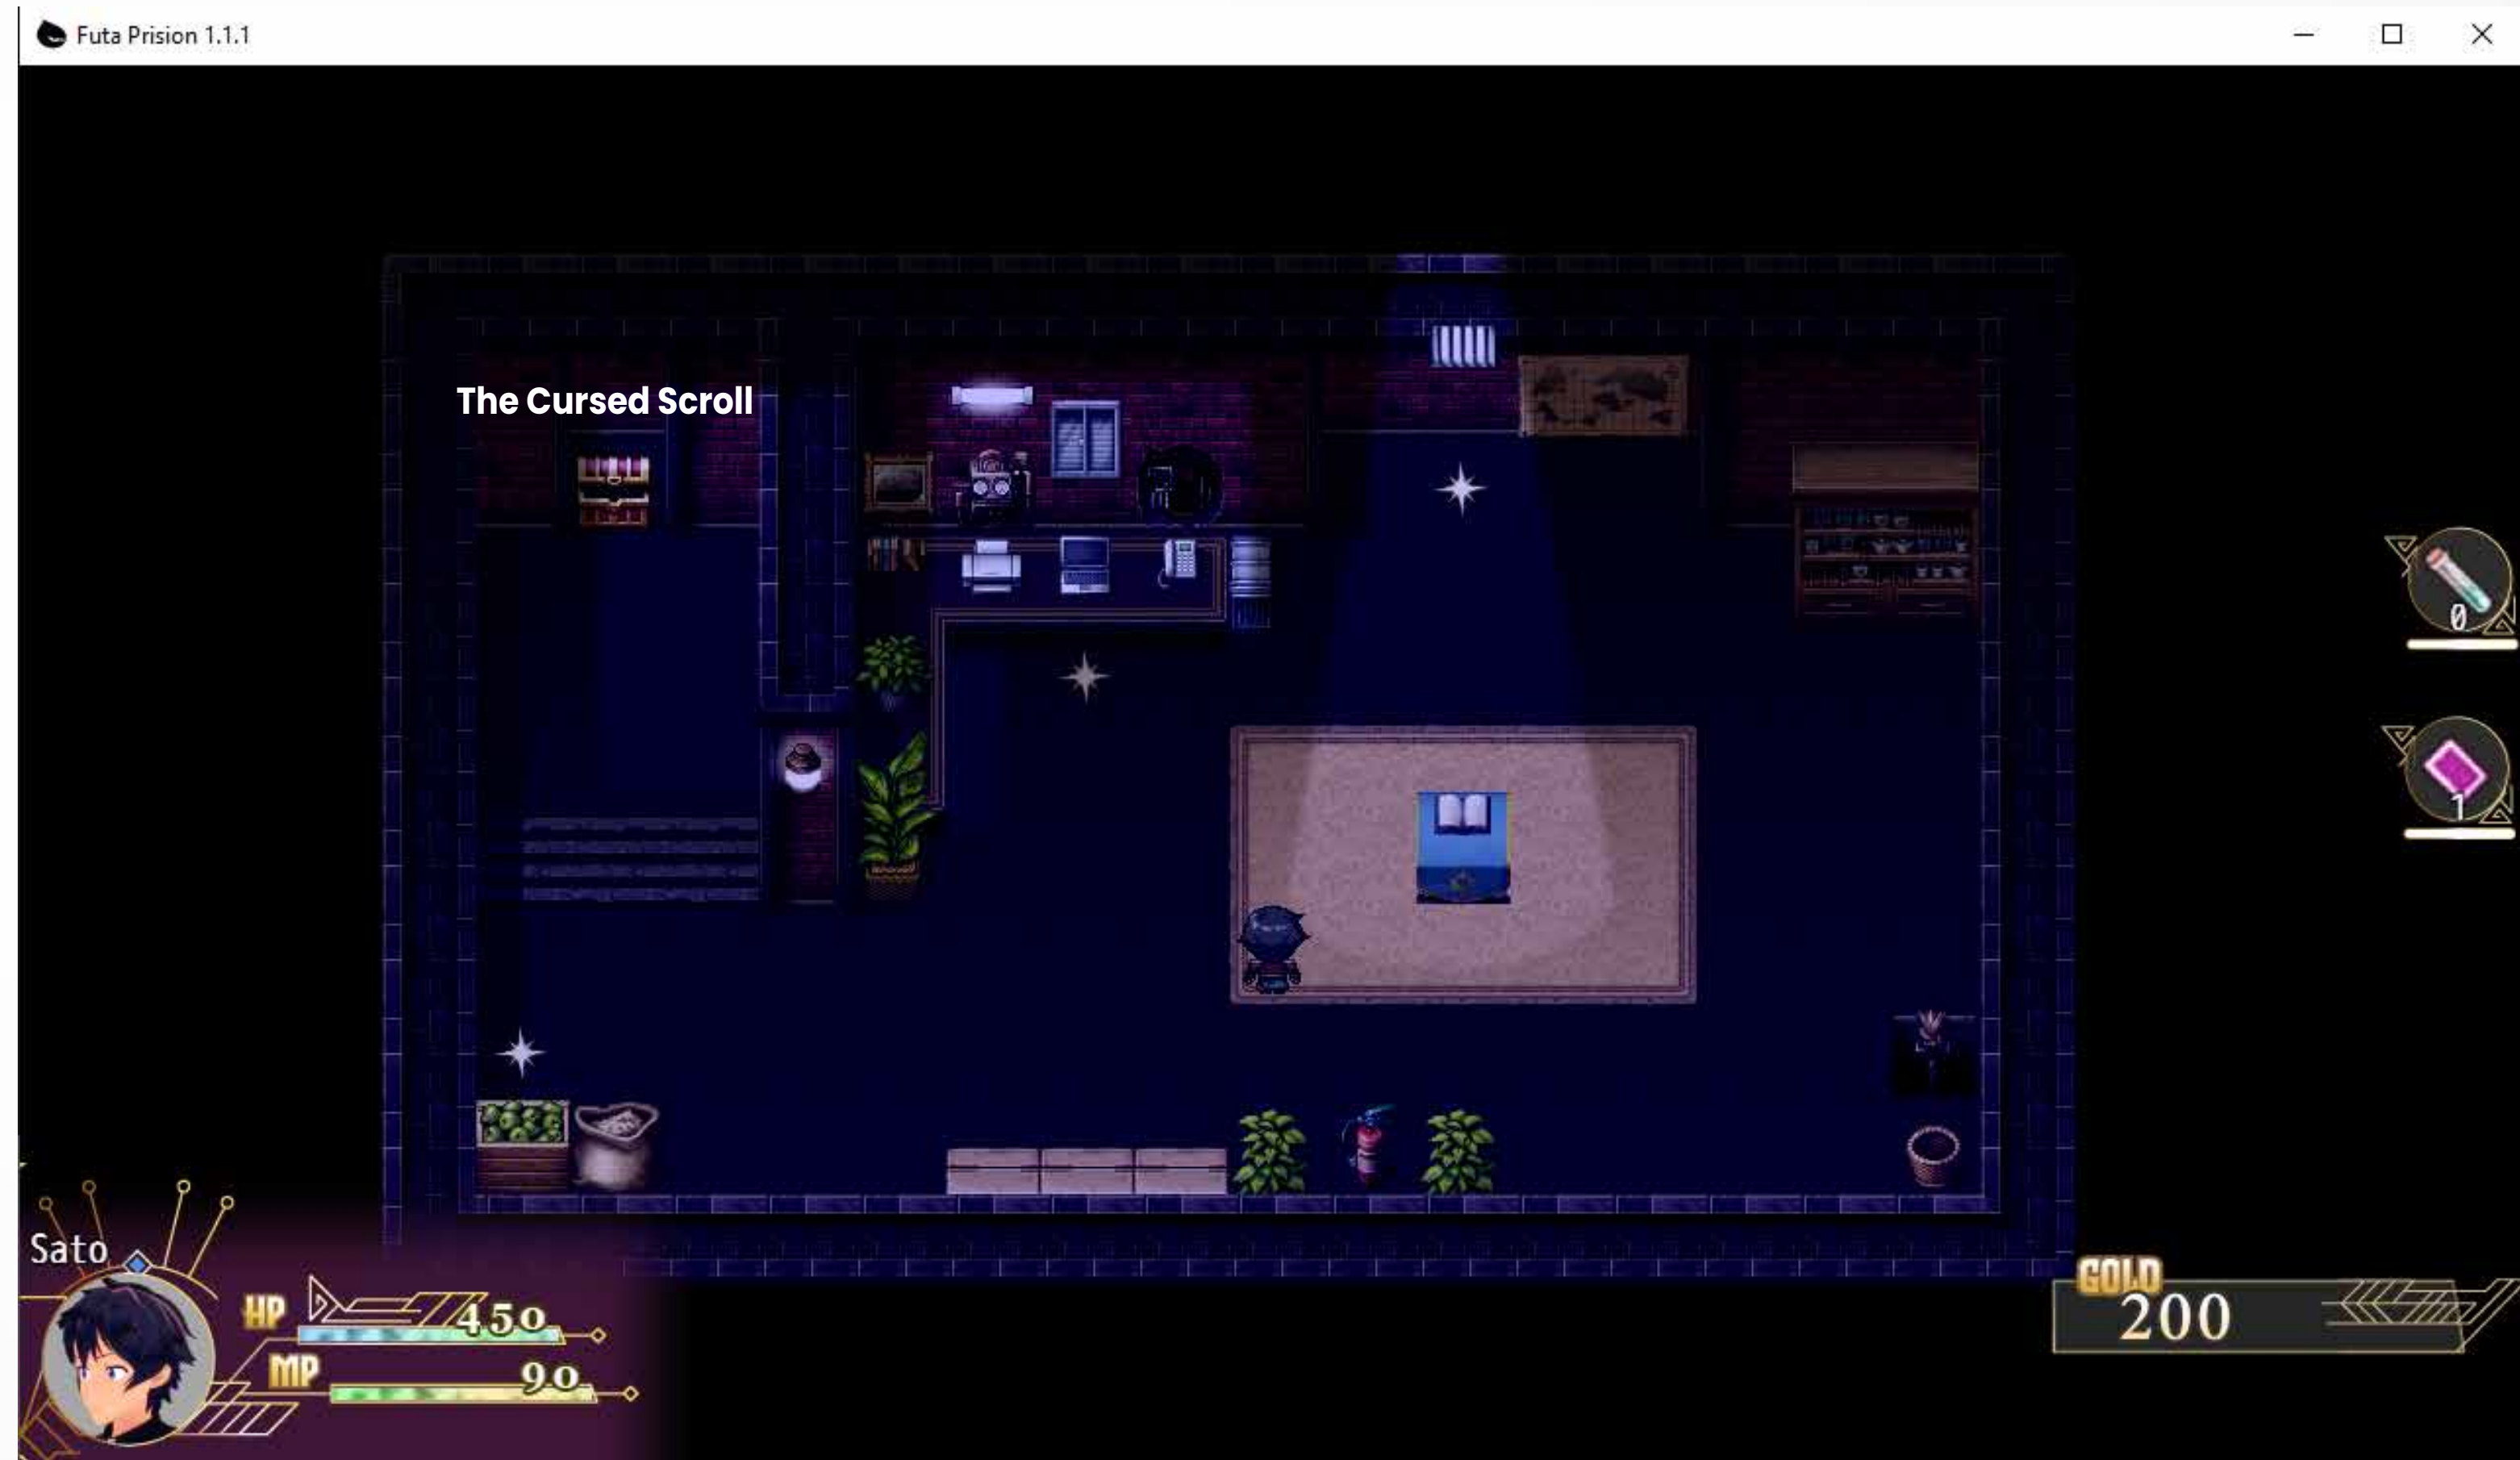 Futa Prision 1.1.1
The Cursed Scroll
0
1
Sato
HP 450
MP 90
GOLD
200